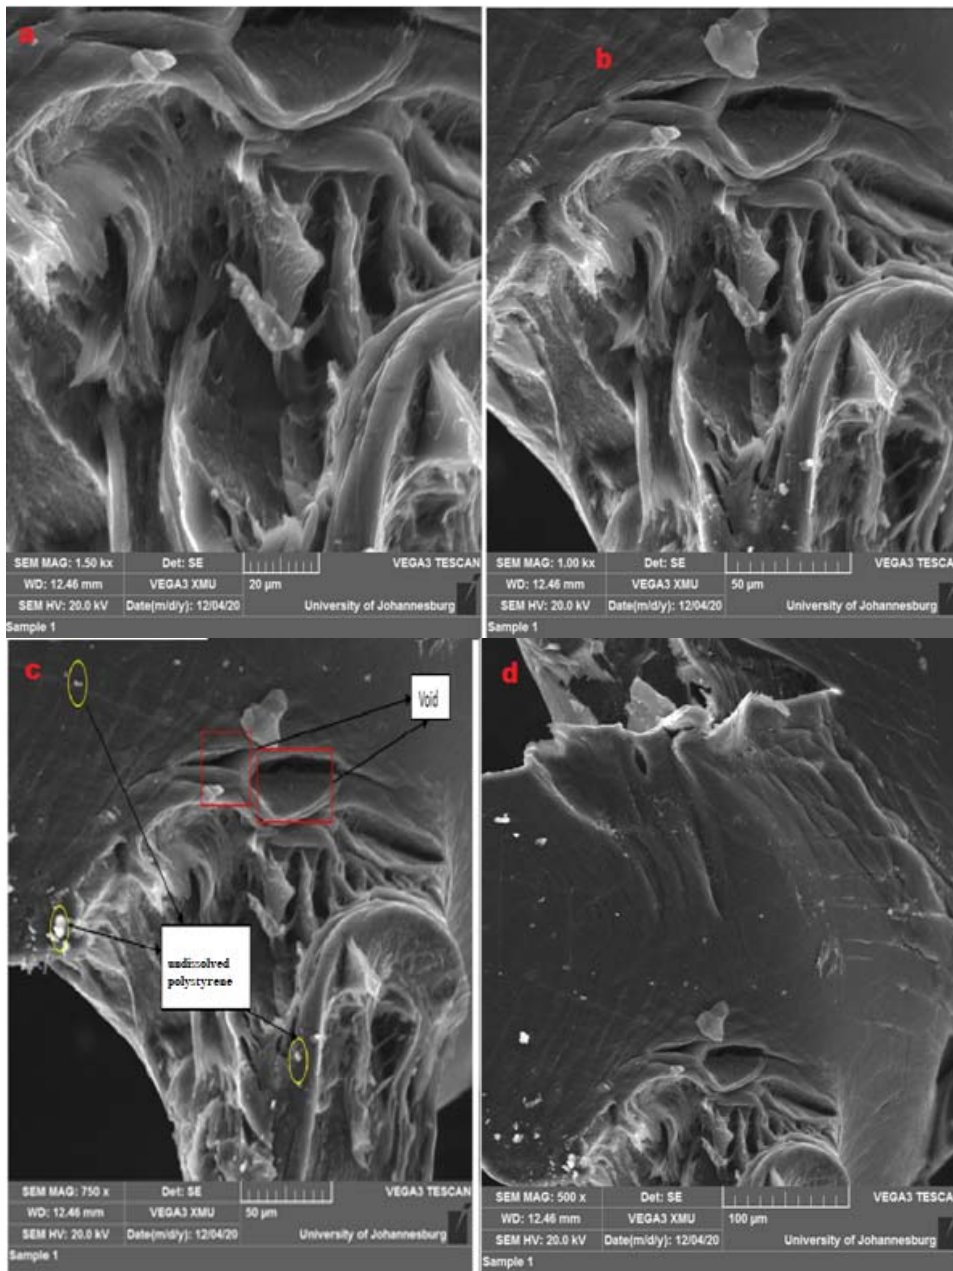 a
SEM MAG: 1.50 kx Det: SE VEGA3 TESCAN
WD: 12.46 mm VEGA3 XMU 20 µm
SEM HV: 20.0 kV Date(m/d/y): 12/04/20 University of Johannesburg
Sample 1
b
SEM MAG: 1.00 kx Det: SE VEGA3 TESCAN
WD: 12.46 mm VEGA3 XMU 50 µm
SEM HV: 20.0 kV Date(m/d/y): 12/04/20 University of Johannesburg
Sample 1
c
Void
undissolved
polystyrene
SEM MAG: 750 x Det: SE VEGA3 TESCAN
WD: 12.46 mm VEGA3 XMU 50 µm
SEM HV: 20.0 kV Date(m/d/y): 12/04/20 University of Johannesburg
Sample 1
d
SEM MAG: 500 x Det: SE VEGA3 TESCAN
WD: 12.46 mm VEGA3 XMU 100 µm
SEM HV: 20.0 kV Date(m/d/y): 12/04/20 University of Johannesburg
Sample 1